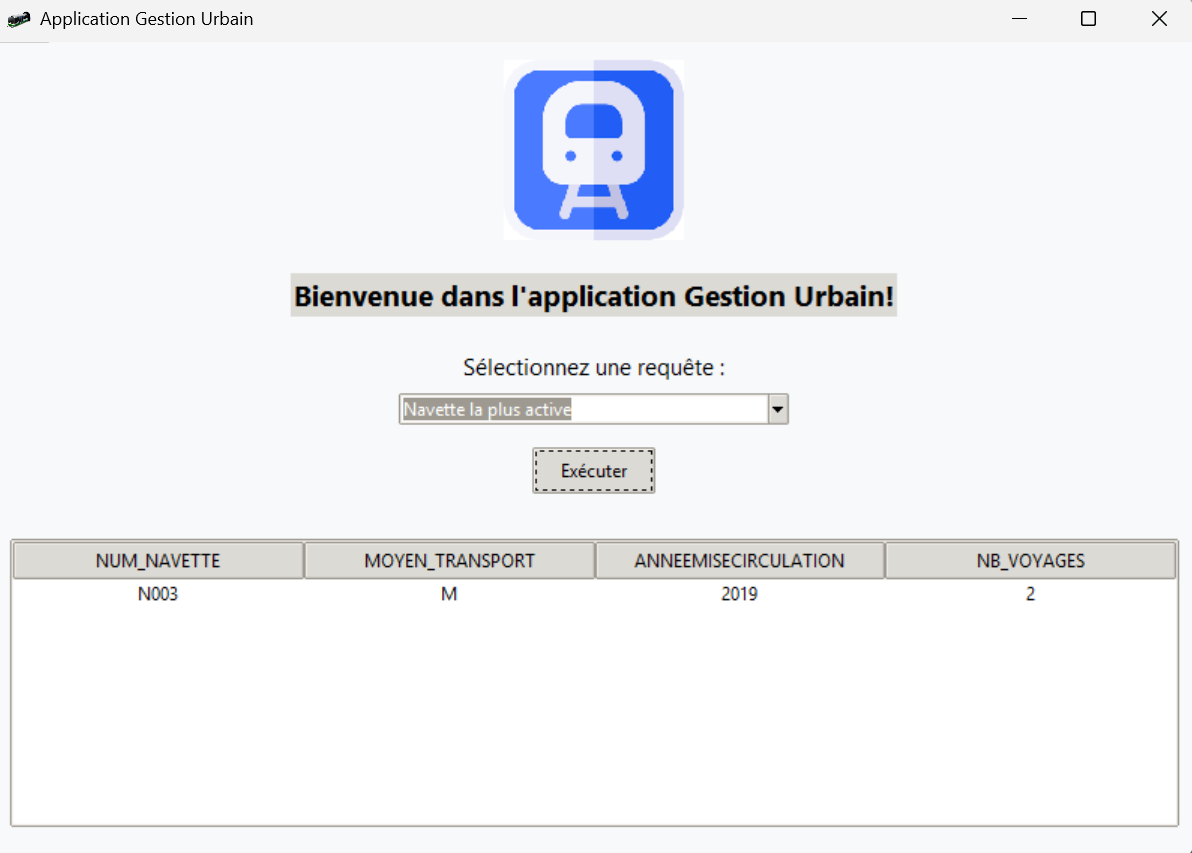 Application Gestion Urbain
Bienvenue dans l'application Gestion Urbain!
Sélectionnez une requête :
Navette la plus active
Exécuter
NUM_NAVETTE MOYEN_TRANSPORT ANNEEMISECIRCULATION NB_VOYAGES
N003 M 2019 2